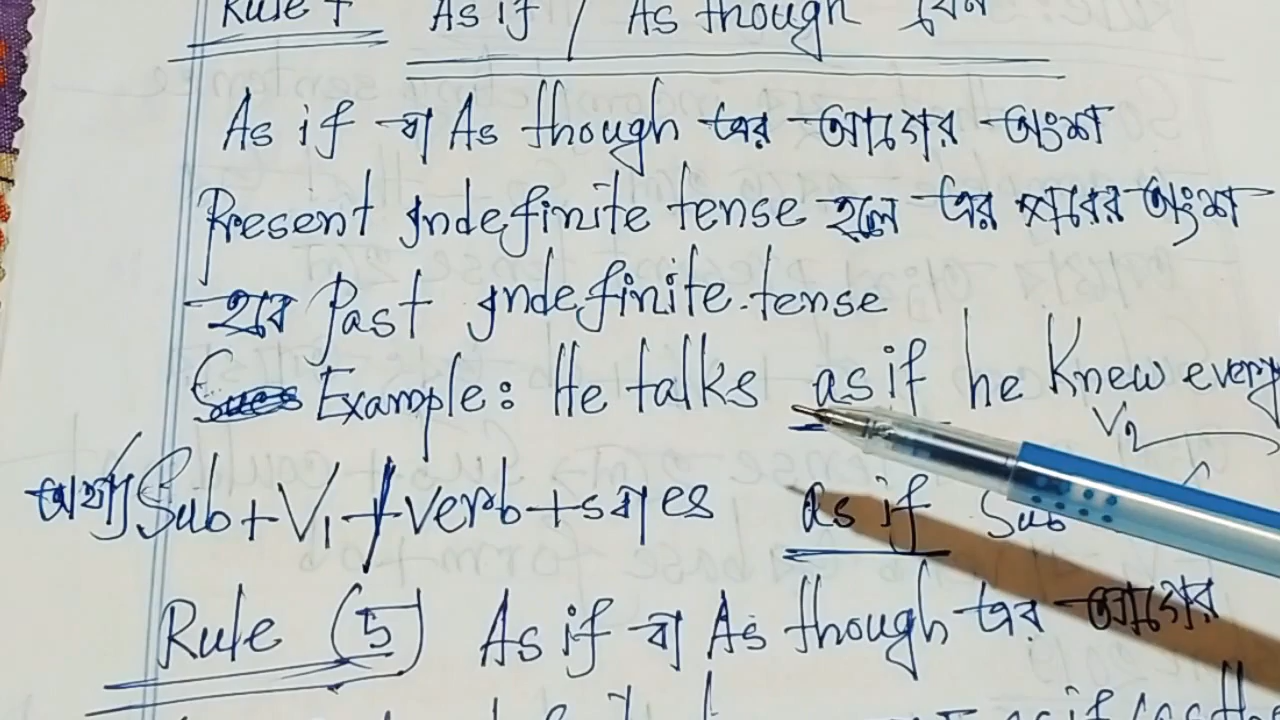 Rule 4 As if / As though যেন
As if বা As though এর আগের অংশ
Present Indefinite tense হলে এর পরের অংশ
হবে Past Indefinite tense
Example: He talks as if he knew every
V2
অর্থাৎ Sub + V1 / verb + s বা es as if Sub
Rule (5) As if বা As though এর আগের
as if